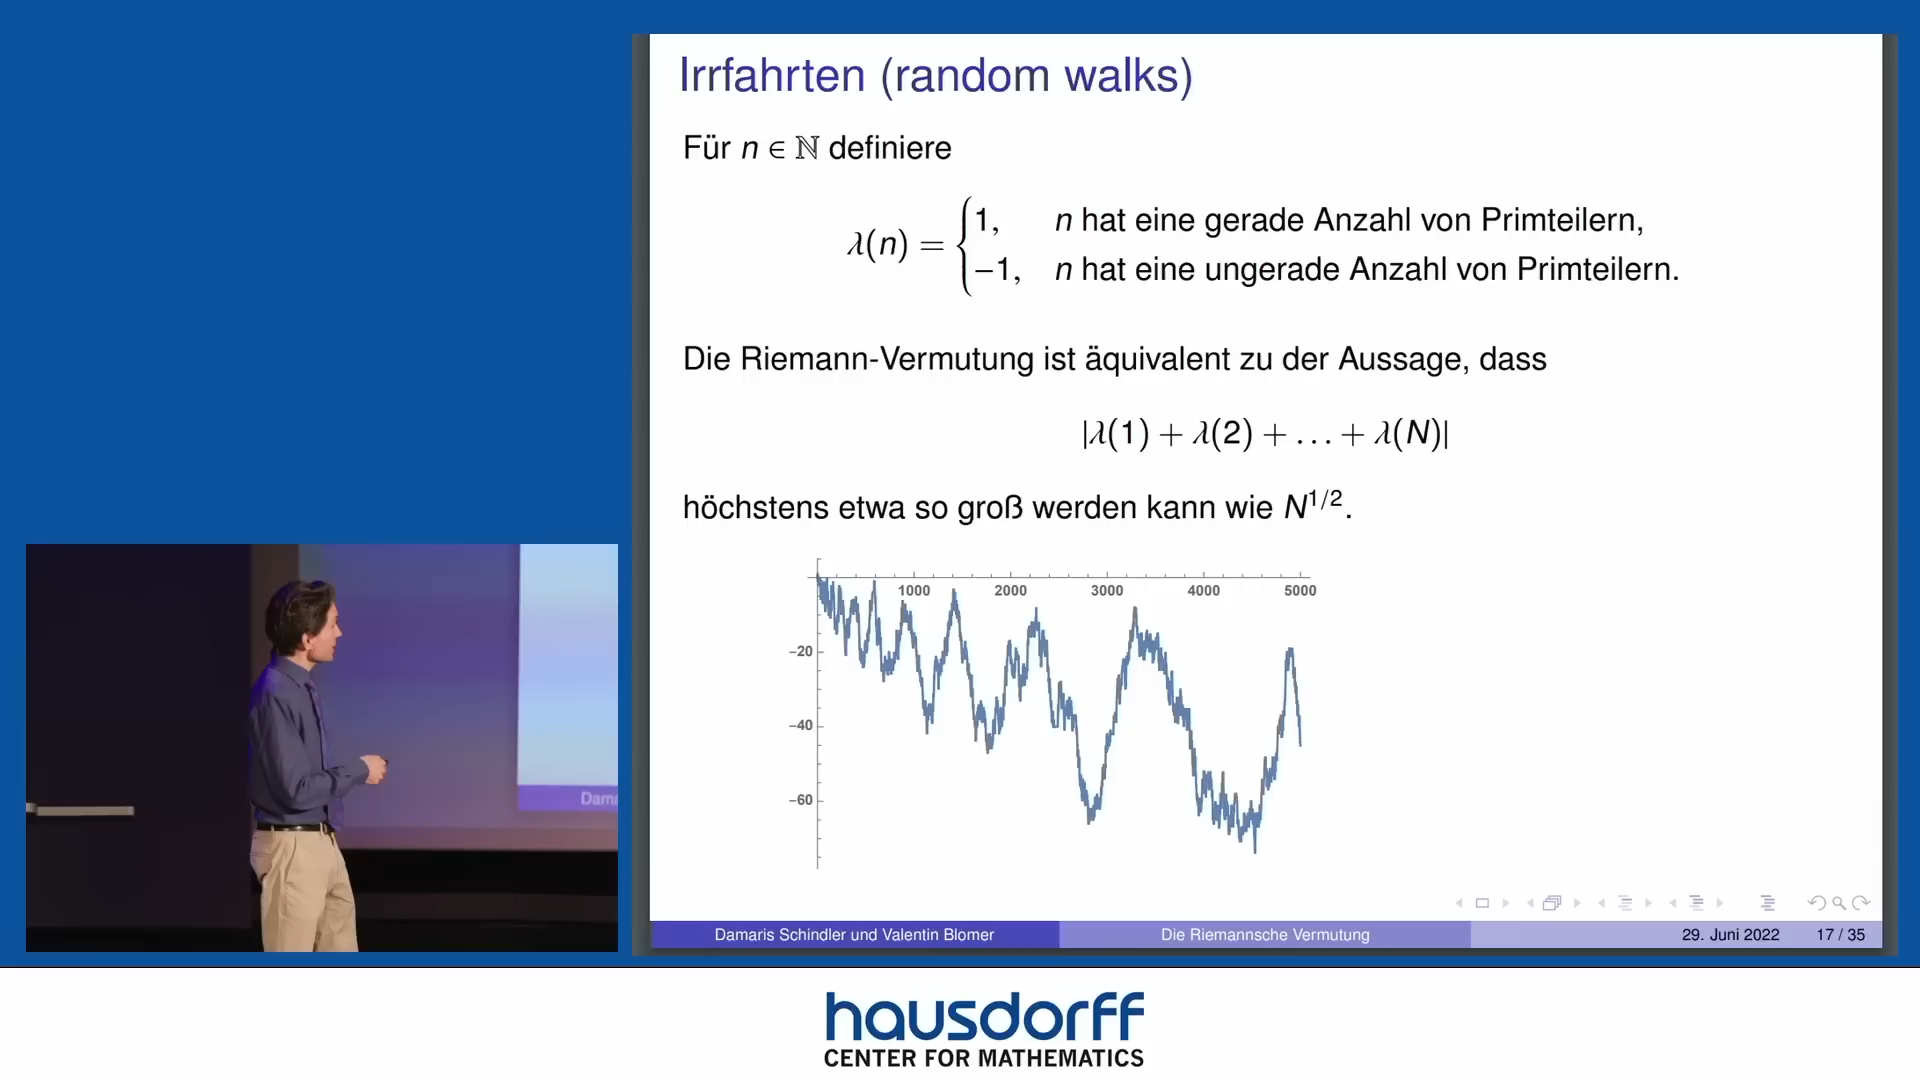 Irrfahrten (random walks)
Für n ∈ ℕ definiere
λ(n) = {1, n hat eine gerade Anzahl von Primteilern,
−1, n hat eine ungerade Anzahl von Primteilern.
Die Riemann-Vermutung ist äquivalent zu der Aussage, dass
|λ(1) + λ(2) + . . . + λ(N)|
höchstens etwa so groß werden kann wie N^{1/2}.
1000 2000 3000 4000 5000
−20
−40
−60
Dama
Damaris Schindler und Valentin Blomer Die Riemannsche Vermutung 29. Juni 2022 17 / 35
hausdorff
CENTER FOR MATHEMATICS